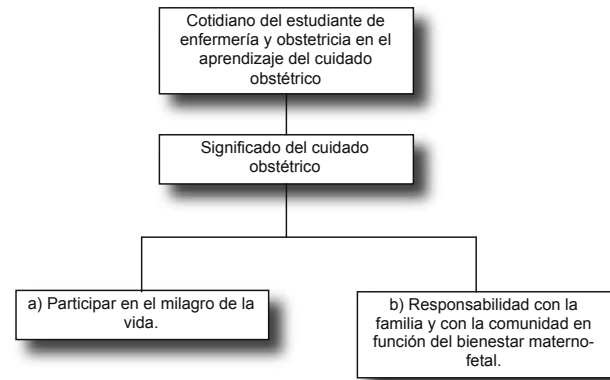 Cotidiano del estudiante de
enfermería y obstetricia en el
aprendizaje del cuidado
obstétrico
Significado del cuidado
obstétrico
a) Participar en el milagro de la
vida.
b) Responsabilidad con la
familia y con la comunidad en
función del bienestar materno-
fetal.